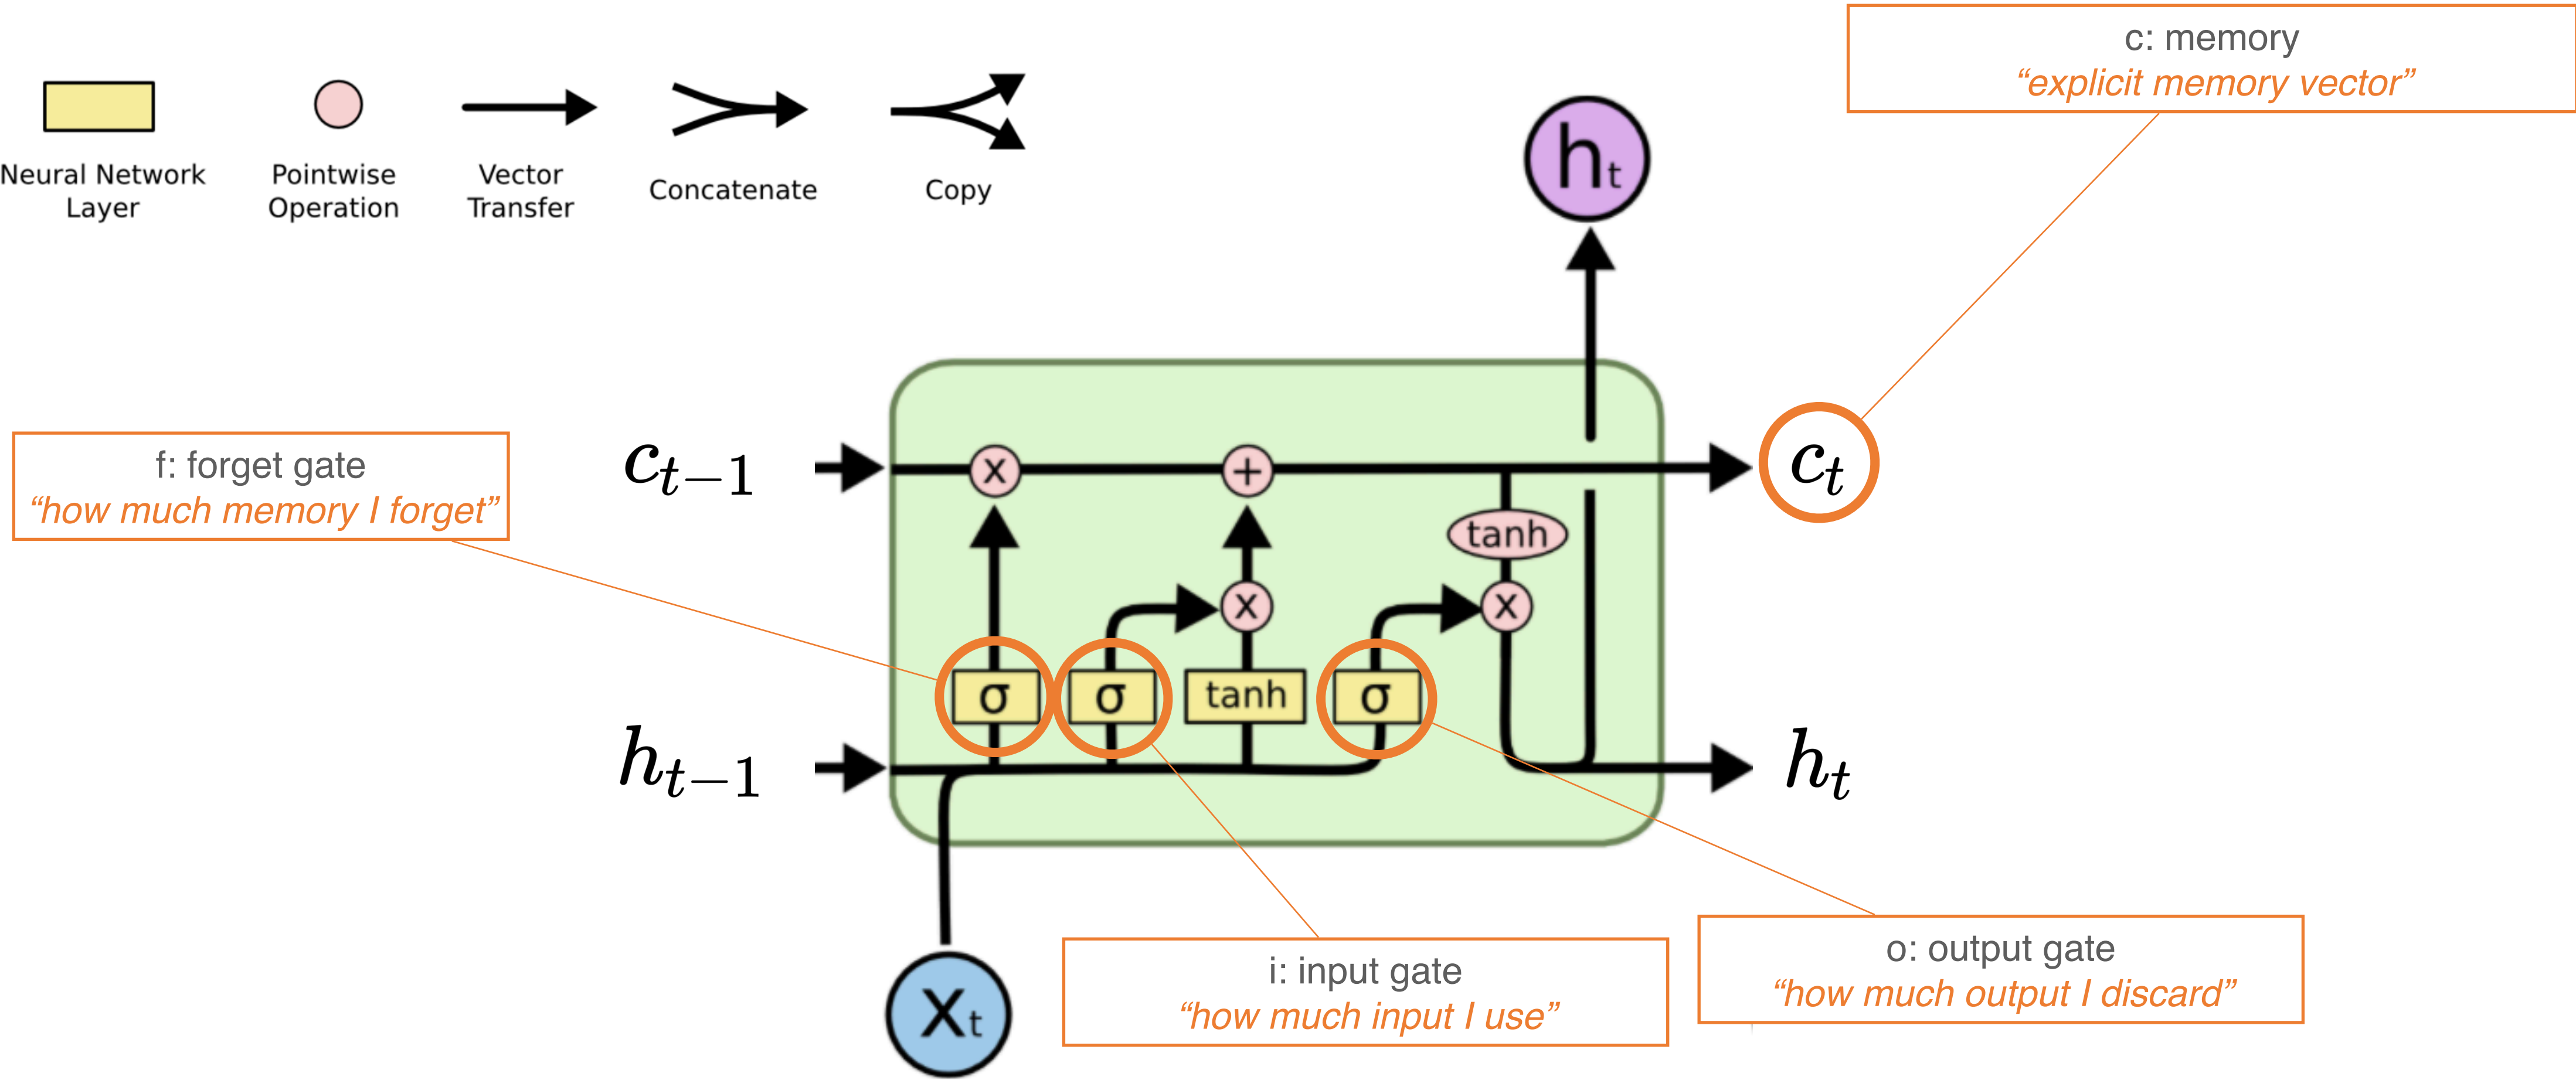 c: memory
“explicit memory vector”
Neural Network
Layer
Pointwise
Operation
Vector
Transfer
Concatenate
Copy
ht
f: forget gate
“how much memory I forget”
ct−1
x
+
ct
tanh
x
x
σ
σ
tanh
σ
ht−1
ht
i: input gate
“how much input I use”
o: output gate
“how much output I discard”
xt